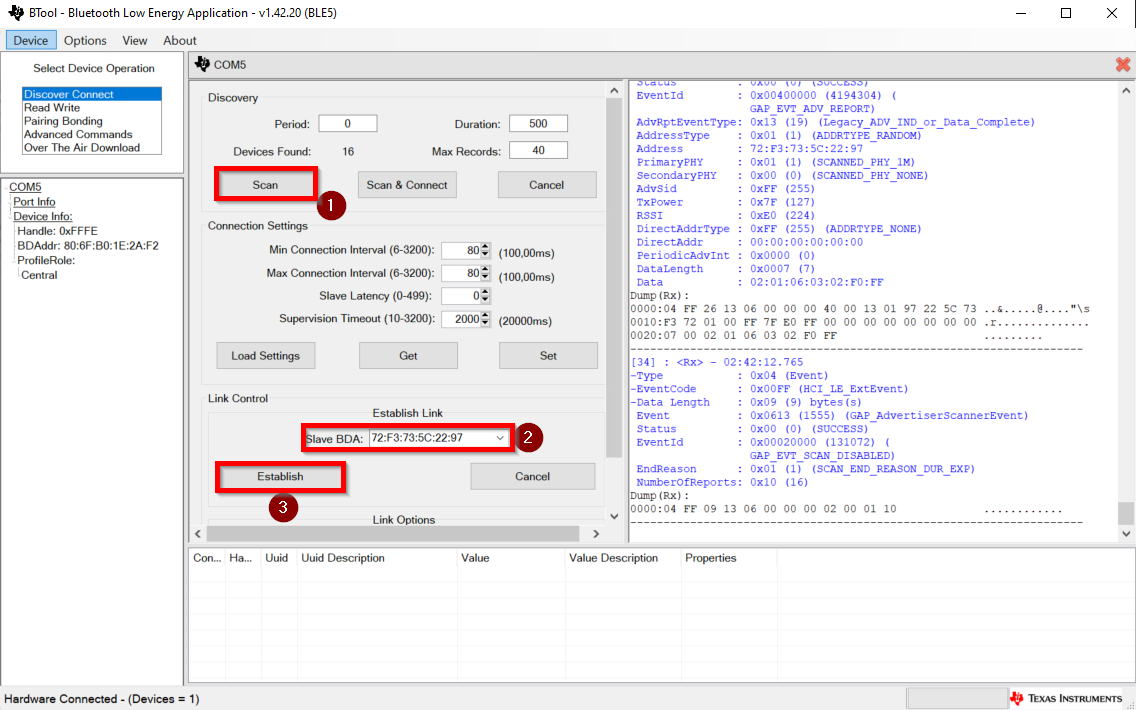 BTool - Bluetooth Low Energy Application - v1.42.20 (BLE5)
Device Options View About
Select Device Operation
Discover Connect
Read Write
Pairing Bonding
Advanced Commands
Over The Air Download
COM5
Port Info
Device Info:
Handle: 0xFFFE
BDAddr: 80:6F:B0:1E:2A:F2
ProfileRole:
Central
COM5
Discovery
Period: 0 Duration: 500
Devices Found: 16 Max Records: 40
Scan Scan & Connect Cancel
1
Connection Settings
Min Connection Interval (6-3200): 80 (100,00ms)
Max Connection Interval (6-3200): 80 (100,00ms)
Slave Latency (0-499): 0
Supervision Timeout (10-3200): 2000 (20000ms)
Load Settings Get Set
Link Control
Establish Link
Slave BDA: 72:F3:73:5C:22:97 2
Establish Cancel
3
Link Options
Status : 0x00 (0) (SUCCESS)
EventId : 0x00400000 (4194304) (
GAP_EVT_ADV_REPORT)
AdvRptEventType: 0x13 (19) (Legacy_ADV_IND_or_Data_Complete)
AddressType : 0x01 (1) (ADDRTYPE_RANDOM)
Address : 72:F3:73:5C:22:97
PrimaryPHY : 0x01 (1) (SCANNED_PHY_1M)
SecondaryPHY : 0x00 (0) (SCANNED_PHY_NONE)
AdvSid : 0xFF (255)
TxPower : 0x7F (127)
RSSI : 0xE0 (224)
DirectAddrType : 0xFF (255) (ADDRTYPE_NONE)
DirectAddr : 00:00:00:00:00:00
PeriodicAdvInt : 0x0000 (0)
DataLength : 0x0007 (7)
Data : 02:01:06:03:02:F0:FF
Dump(Rx):
0000:04 FF 26 13 06 00 00 00 40 00 13 01 97 22 5C 73 ..&.....@...."\s
0010:F3 72 01 00 FF 7F E0 FF 00 00 00 00 00 00 00 00 .r..............
0020:07 00 02 01 06 03 02 F0 FF .........
--------------------------------------------------------------------
[34] : <Rx> - 02:42:12.765
-Type : 0x04 (Event)
-EventCode : 0x00FF (HCI_LE_ExtEvent)
-Data Length : 0x09 (9) bytes(s)
Event : 0x0613 (1555) (GAP_AdvertiserScannerEvent)
Status : 0x00 (0) (SUCCESS)
EventId : 0x00020000 (131072) (
GAP_EVT_SCAN_DISABLED)
EndReason : 0x01 (1) (SCAN_END_REASON_DUR_EXP)
NumberOfReports: 0x10 (16)
Dump(Rx):
0000:04 FF 09 13 06 00 00 00 02 00 01 10 ............
--------------------------------------------------------------------
Con... Ha... Uuid Uuid Description Value Value Description Properties
Hardware Connected - (Devices = 1)
TEXAS INSTRUMENTS